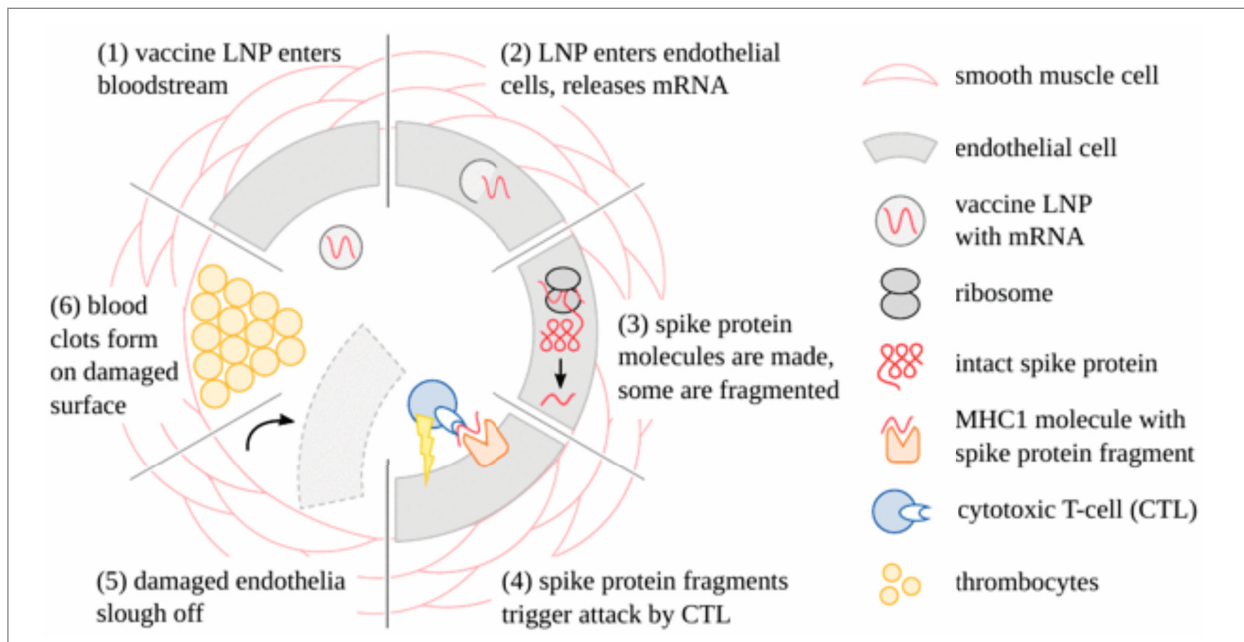 (1) vaccine LNP enters
bloodstream
(2) LNP enters endothelial
cells, releases mRNA
(3) spike protein
molecules are made,
some are fragmented
(4) spike protein fragments
trigger attack by CTL
(5) damaged endothelia
slough off
(6) blood
clots form
on damaged
surface
smooth muscle cell
endothelial cell
vaccine LNP
with mRNA
ribosome
intact spike protein
MHC1 molecule with
spike protein fragment
cytotoxic T-cell (CTL)
thrombocytes